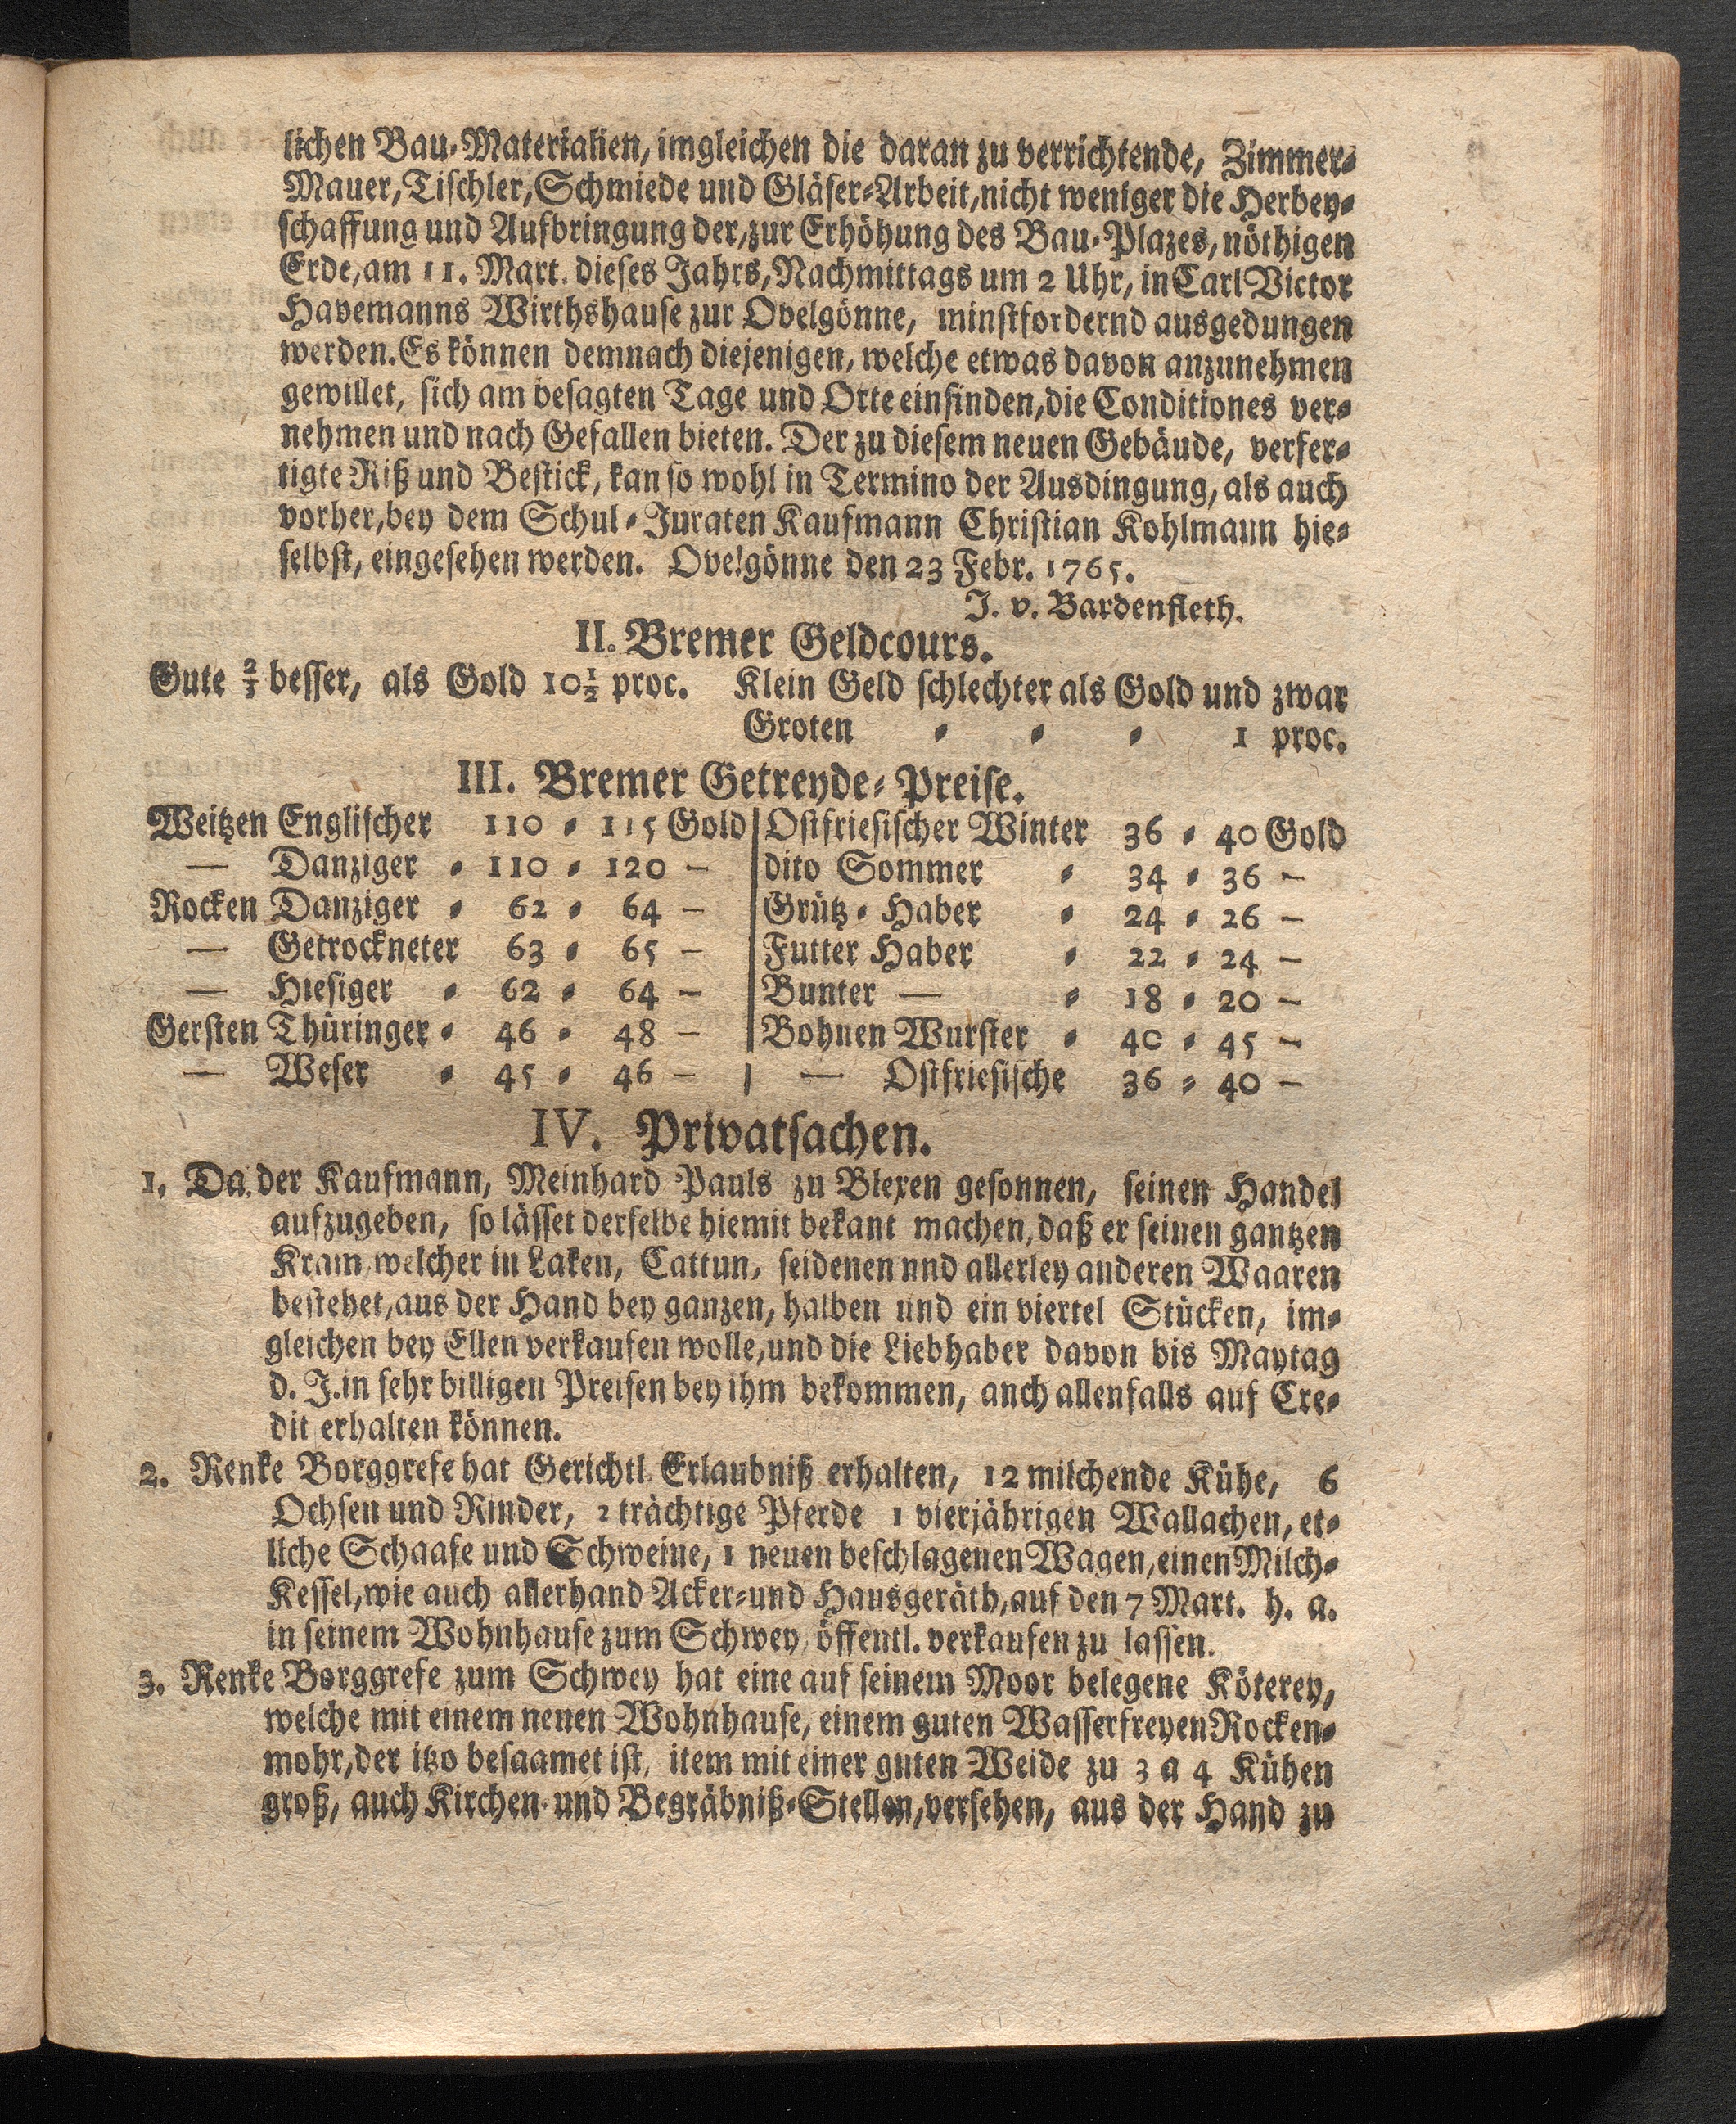 lichen Bau-Materialien, imgleichen die daran zu verrichtende, Zimmer-
Mauer, Tischler, Schmiede und Gläser-Arbeit, nicht weniger die Herbey-
schaffung und Aufbringung der, zur Erhöhung des Bau-Plazes, nöthigen
Erde, am 11. Mart. dieses Jahrs, Nachmittags um 2 Uhr, in Carl Victor
Havemanns Wirthshause zur Ovelgönne, minstfordernd ausgedungen
werden. Es können demnach diejenigen, welche etwas davon anzunehmen
gewillet, sich am besagten Tage und Orte einfinden, die Conditiones ver-
nehmen und nach Gefallen bieten. Der zu diesem neuen Gebäude, verfer-
tigte Riß und Bestick, kan so wohl in Termino der Ausdingung, als auch
vorher, bey dem Schul-Juraten Kaufmann Christian Kohlmann hie-
selbst, eingesehen werden. Ovelgönne den 23 Febr. 1765.
J. v. Bardenfleth.
II. Bremer Geldcours.
Gute 2/3 besser, als Gold 10 1/2 proc. Klein Geld schlechter als Gold und zwar
Groten - - - 1 proc.
III. Bremer Getreyde-Preise.
Weitzen Englischer 110 - 115 Gold | Ostfriesischer Winter 36 - 40 Gold
— Danziger - 110 - 120 — | dito Sommer - 34 - 36 —
Rocken Danziger - 62 - 64 — | Grütz-Haber - 24 - 26 —
— Getrockneter 63 - 65 — | Futter Haber - 22 - 24 —
— Hiesiger - 62 - 64 — | Bunter — - 18 - 20 —
Gersten Thüringer - 46 - 48 — | Bohnen Wurster - 40 - 45 —
— Weser - 45 - 46 — | — Ostfriesische 36 - 40 —
IV. Privatsachen.
1. Da der Kaufmann, Meinhard Pauls zu Blexen gesonnen, seinen Handel
aufzugeben, so lässet derselbe hiemit bekant machen, daß er seinen gantzen
Kram, welcher in Laken, Cattun, seidenen nnd allerley anderen Waaren
bestehet, aus der Hand bey ganzen, halben und ein viertel Stücken, im-
gleichen bey Ellen verkaufen wolle, und die Liebhaber davon bis Maytag
d. J. in sehr billigen Preisen bey ihm bekommen, anch allenfalls auf Cre-
dit erhalten können.
2. Renke Borggrefe hat Gerichtl. Erlaubniß erhalten, 12 milchende Kühe, 6
Ochsen und Rinder, 2 trächtige Pferde 1 vierjährigen Wallachen, et-
liche Schaafe und Schweine, 1 neuen beschlagenen Wagen, einen Milch-
Kessel, wie auch allerhand Acker- und Hausgeräth, auf den 7 Mart. h. a.
in seinem Wohnhause zum Schwey, öffentl. verkaufen zu lassen.
3. Renke Borggrefe zum Schwey hat eine auf seinem Moor belegene Köterey,
welche mit einem nenen Wohnhause, einem guten Wasserfreyen Rocken-
mohr, der itzo besaamet ist, item mit einer guten Weide zu 3 a 4 Kühen
groß, auch Kirchen- und Begräbniß-Stellen, versehen, aus der Hand zu